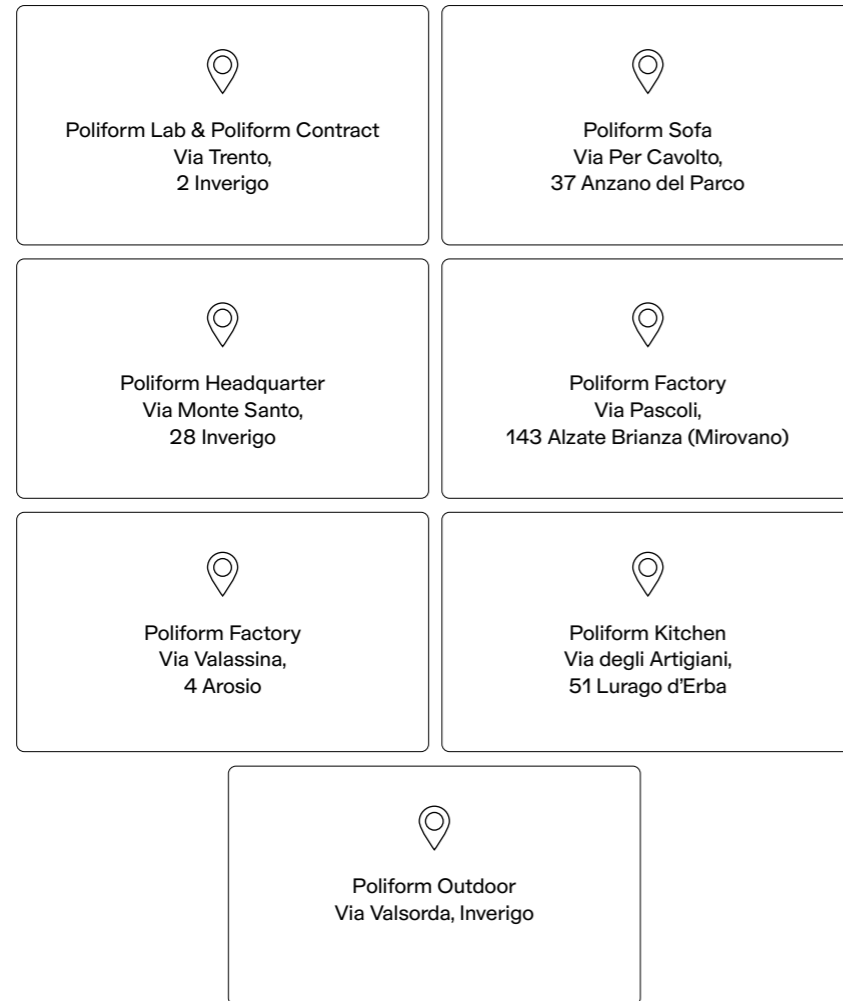 Poliform Lab & Poliform Contract
Via Trento,
2 Inverigo
Poliform Sofa
Via Per Cavolto,
37 Anzano del Parco
Poliform Headquarter
Via Monte Santo,
28 Inverigo
Poliform Factory
Via Pascoli,
143 Alzate Brianza (Mirovano)
Poliform Factory
Via Valassina,
4 Arosio
Poliform Kitchen
Via degli Artigiani,
51 Lurago d’Erba
Poliform Outdoor
Via Valsorda, Inverigo